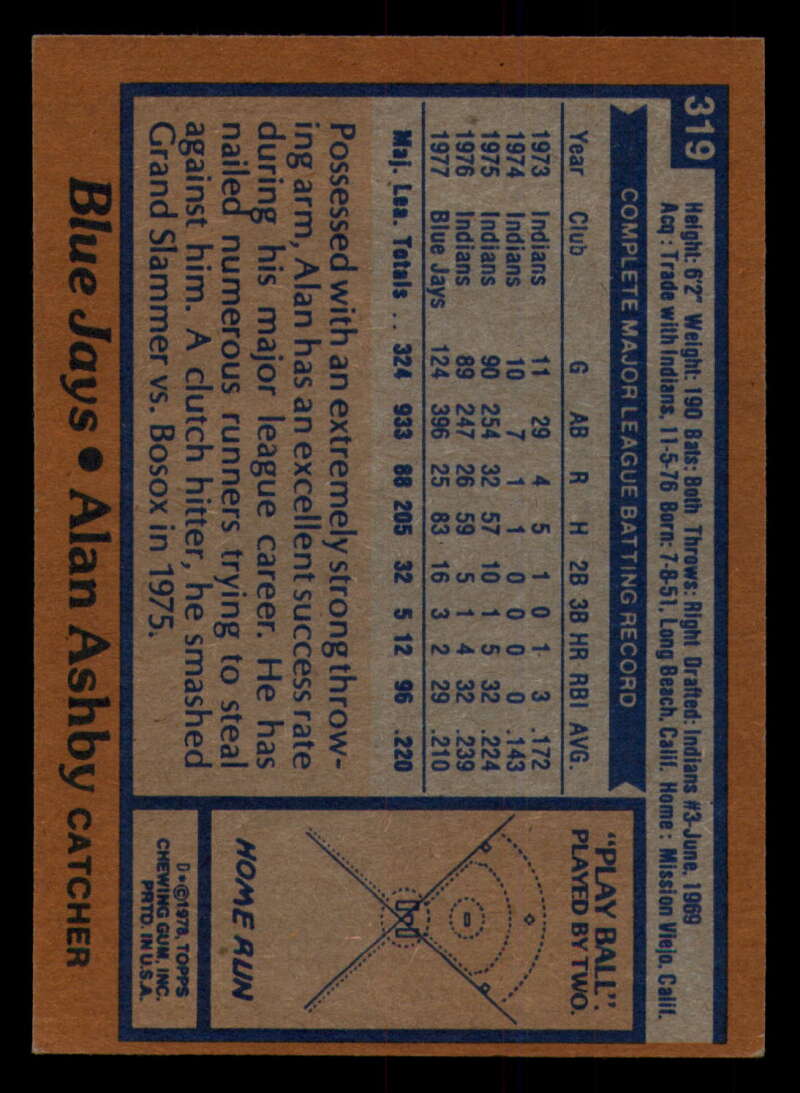 319
Height: 6'2" Weight: 190 Bats: Both Throws: Right Drafted: Indians #3-June, 1969
Acq: Trade with Indians, 11-5-76 Born: 7-8-51, Long Beach, Calif. Home: Mission Viejo, Calif.
COMPLETE MAJOR LEAGUE BATTING RECORD
Year Club G AB R H 2B 3B HR RBI AVG.
1973 Indians 11 29 4 5 1 0 1 3 .172
1974 Indians 10 7 1 1 0 0 0 0 .143
1975 Indians 90 254 32 57 10 1 5 32 .224
1976 Indians 89 247 26 59 5 1 4 32 .239
1977 Blue Jays 124 396 25 83 16 3 2 29 .210
Maj. Lea. Totals .. 324 933 88 205 32 5 12 96 .220
Possessed with an extremely strong throw-
ing arm, Alan has an excellent success rate
during his major league career. He has
nailed numerous runners trying to steal
against him. A clutch hitter, he smashed
Grand Slammer vs. Bosox in 1975.
"PLAY BALL".
PLAYED BY TWO.
HOME RUN
D•©1978, TOPPS
CHEWING GUM, INC.
PRTD. IN U.S.A.
Blue Jays • Alan Ashby CATCHER